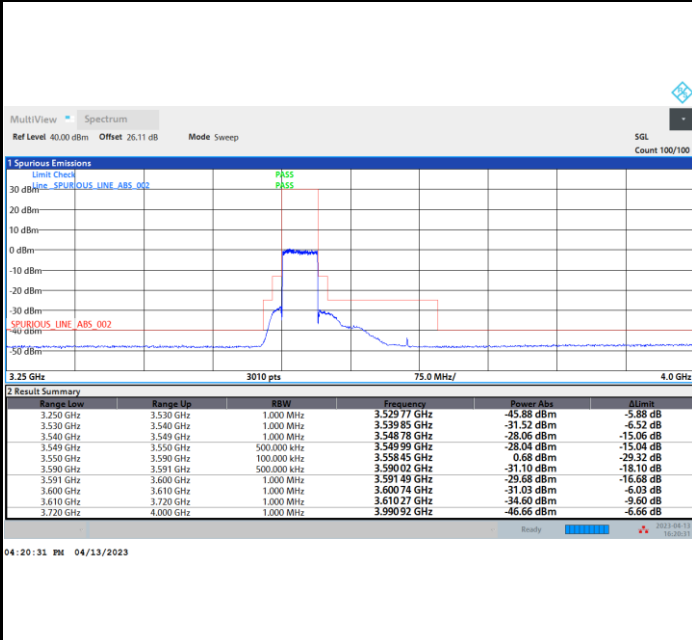 MultiView Spectrum
Ref Level 40.00 dBm Offset 26.11 dB Mode Sweep SGL
Count 100/100
1 Spurious Emissions
Limit Check PASS
Line SPURIOUS_LINE_ABS_002 PASS
30 dBm
20 dBm
10 dBm
0 dBm
-10 dBm
-20 dBm
-30 dBm
SPURIOUS_LINE_ABS_002
-40 dBm
-50 dBm
3.25 GHz 3010 pts 75.0 MHz/ 4.0 GHz
2 Result Summary
Range Low Range Up RBW Frequency Power Abs ΔLimit
3.250 GHz 3.530 GHz 1.000 MHz 3.529 77 GHz -45.88 dBm -5.88 dB
3.530 GHz 3.540 GHz 1.000 MHz 3.539 85 GHz -31.52 dBm -6.52 dB
3.540 GHz 3.549 GHz 1.000 MHz 3.548 78 GHz -28.06 dBm -15.06 dB
3.549 GHz 3.550 GHz 500.000 kHz 3.549 99 GHz -28.04 dBm -15.04 dB
3.550 GHz 3.590 GHz 100.000 kHz 3.558 45 GHz 0.68 dBm -29.32 dB
3.590 GHz 3.591 GHz 500.000 kHz 3.590 02 GHz -31.10 dBm -18.10 dB
3.591 GHz 3.600 GHz 1.000 MHz 3.591 49 GHz -29.68 dBm -16.68 dB
3.600 GHz 3.610 GHz 1.000 MHz 3.600 74 GHz -31.03 dBm -6.03 dB
3.610 GHz 3.720 GHz 1.000 MHz 3.610 27 GHz -34.60 dBm -9.60 dB
3.720 GHz 4.000 GHz 1.000 MHz 3.990 92 GHz -46.66 dBm -6.66 dB
Ready 2023-04-13
16:20:31
04:20:31 PM 04/13/2023